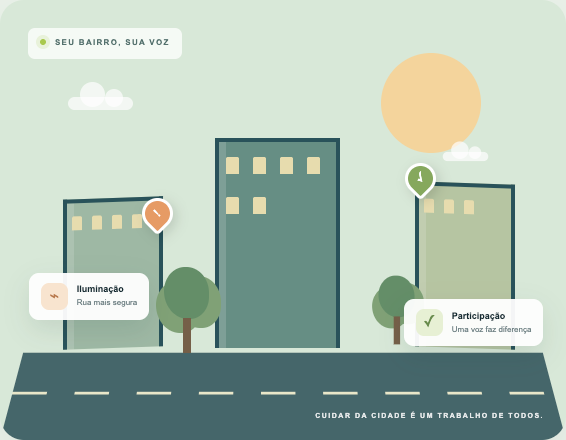 SEU BAIRRO, SUA VOZ
Iluminação
Rua mais segura
Participação
Uma voz faz diferença
CUIDAR DA CIDADE É UM TRABALHO DE TODOS.